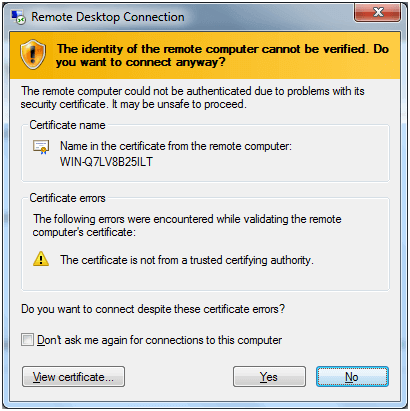 Remote Desktop Connection
The identity of the remote computer cannot be verified. Do
you want to connect anyway?
The remote computer could not be authenticated due to problems with its
security certificate. It may be unsafe to proceed.
Certificate name
Name in the certificate from the remote computer:
WIN-Q7LV8B25ILT
Certificate errors
The following errors were encountered while validating the remote
computer's certificate:
The certificate is not from a trusted certifying authority.
Do you want to connect despite these certificate errors?
Don't ask me again for connections to this computer
View certificate...
Yes
No